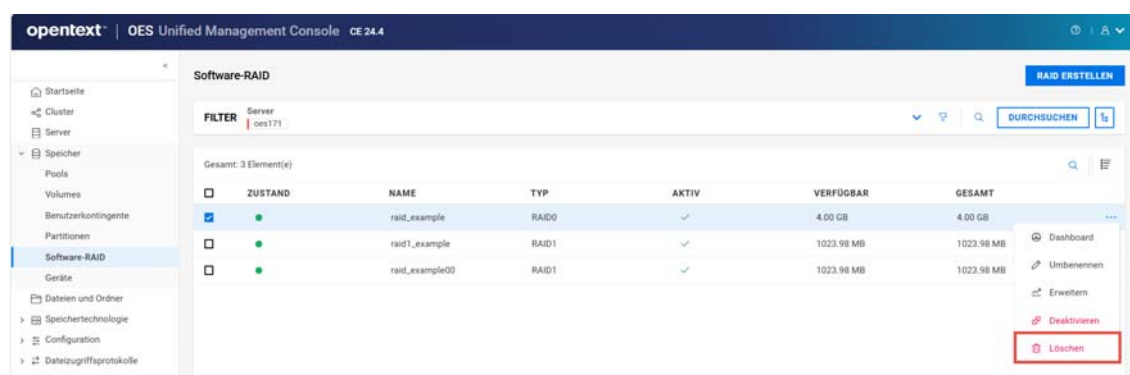 opentext™ | OES Unified Management Console CE 24.4
Startseite
Cluster
Server
Speicher
Pools
Volumes
Benutzerkontingente
Partitionen
Software-RAID
Geräte
Dateien und Ordner
Speichertechnologie
Configuration
Dateizugriffsprotokolle
Software-RAID
RAID ERSTELLEN
FILTER Server
oes171
DURCHSUCHEN
Gesamt: 3 Element(e)
ZUSTAND NAME TYP AKTIV VERFÜGBAR GESAMT
raid_example RAID0 4.00 GB 4.00 GB
raid1_example RAID1 1023.98 MB 1023.98 MB
raid_example00 RAID1 1023.98 MB 1023.98 MB
Dashboard
Umbenennen
Erweitern
Deaktivieren
Löschen